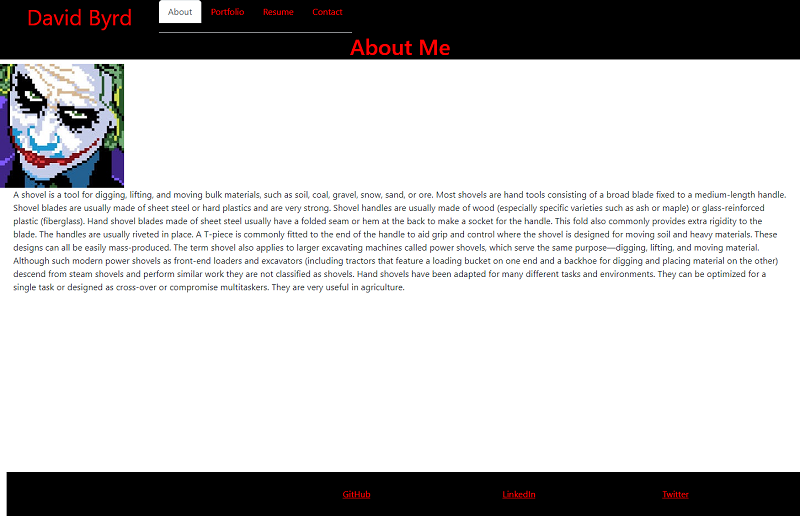 David Byrd
About Portfolio Resume Contact
About Me
A shovel is a tool for digging, lifting, and moving bulk materials, such as soil, coal, gravel, snow, sand, or ore. Most shovels are hand tools consisting of a broad blade fixed to a medium-length handle.
Shovel blades are usually made of sheet steel or hard plastics and are very strong. Shovel handles are usually made of wood (especially specific varieties such as ash or maple) or glass-reinforced
plastic (fiberglass). Hand shovel blades made of sheet steel usually have a folded seam or hem at the back to make a socket for the handle. This fold also commonly provides extra rigidity to the
blade. The handles are usually riveted in place. A T-piece is commonly fitted to the end of the handle to aid grip and control where the shovel is designed for moving soil and heavy materials. These
designs can all be easily mass-produced. The term shovel also applies to larger excavating machines called power shovels, which serve the same purpose—digging, lifting, and moving material.
Although such modern power shovels as front-end loaders and excavators (including tractors that feature a loading bucket on one end and a backhoe for digging and placing material on the other)
descend from steam shovels and perform similar work they are not classified as shovels. Hand shovels have been adapted for many different tasks and environments. They can be optimized for a
single task or designed as cross-over or compromise multitaskers. They are very useful in agriculture.
GitHub LinkedIn Twitter